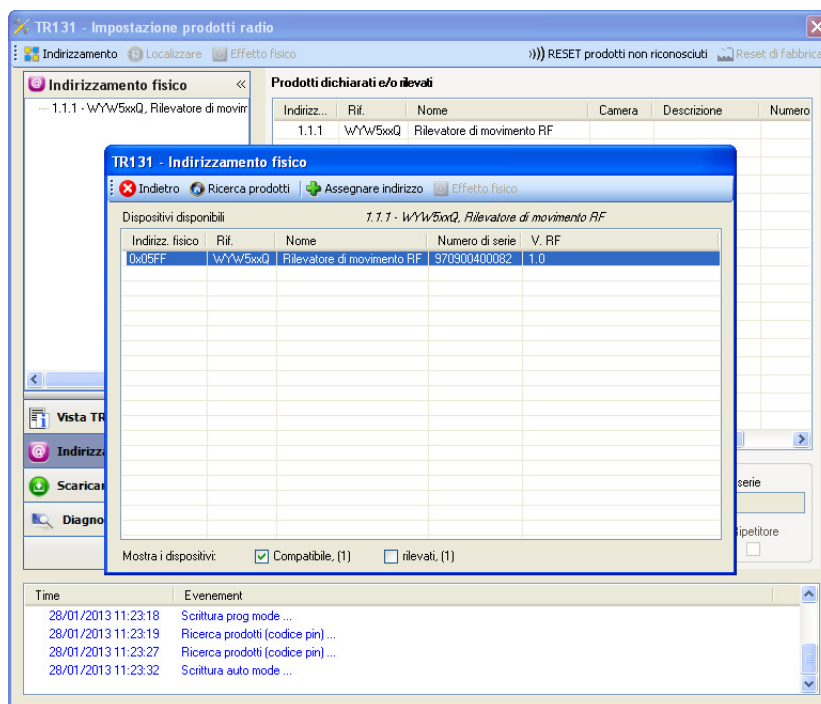 TR131 - Impostazione prodotti radio
Indirizzamento Localizzare Effetto fisico RESET prodotti non riconosciuti Reset di fabbrica
Indirizzamento fisico «
1.1.1 - WYW5xxQ, Rilevatore di movim
Prodotti dichiarati e/o rilevati
Indirizz... Rif. Nome Camera Descrizione Numero
1.1.1 WYW5xxQ Rilevatore di movimento RF
TR131 - Indirizzamento fisico
Indietro Ricerca prodotti Assegnare indirizzo Effetto fisico
Dispositivi disponibili 1.1.1 - WYW5xxQ, Rilevatore di movimento RF
Indirizz. fisico Rif. Nome Numero di serie V. RF
0x05FF WYW5xxQ Rilevatore di movimento RF 970900400082 1.0
Mostra i dispositivi: Compatibile, (1) rilevati, (1)
Vista TR
Indirizza
Scaricar
Diagno
serie
ipetitore
Time Evenement
28/01/2013 11:23:18 Scrittura prog mode ...
28/01/2013 11:23:19 Ricerca prodotti (codice pin) ...
28/01/2013 11:23:27 Ricerca prodotti (codice pin) ...
28/01/2013 11:23:32 Scrittura auto mode ...